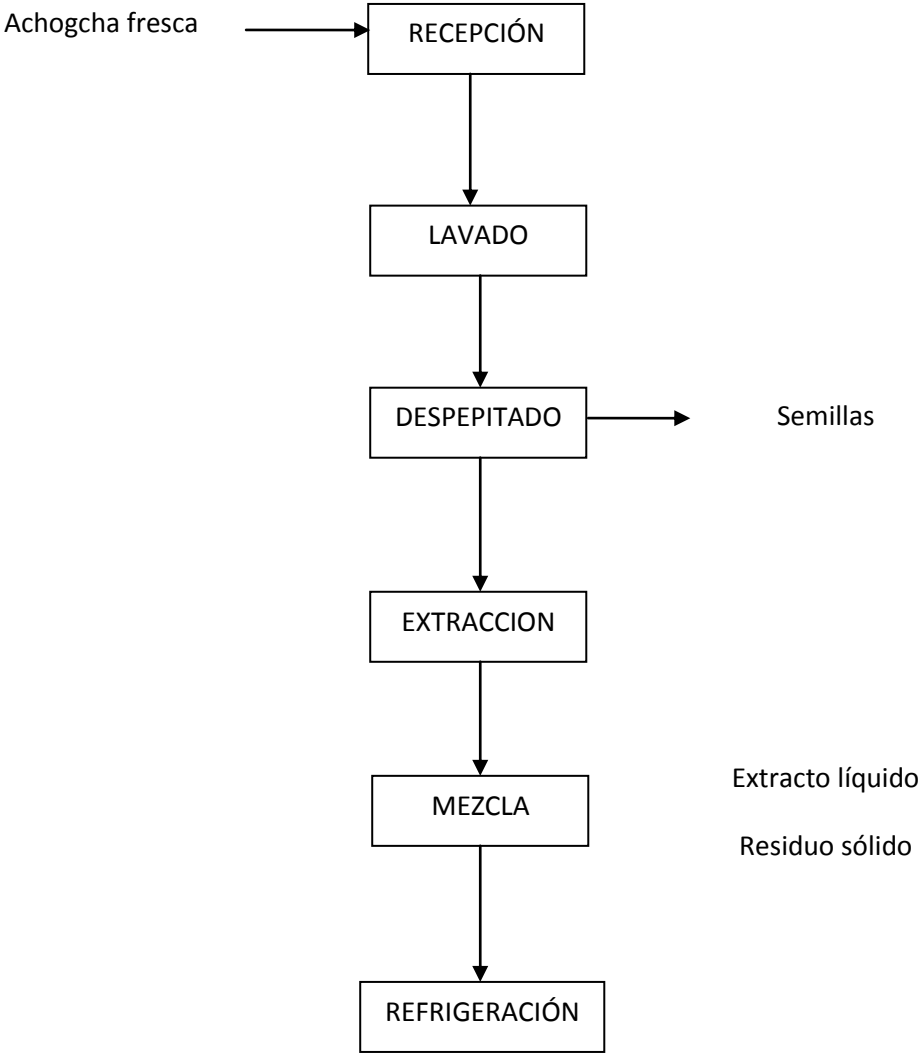 Achogcha fresca
RECEPCIÓN
LAVADO
DESPEPITADO
Semillas
EXTRACCION
Extracto líquido
MEZCLA
Residuo sólido
REFRIGERACIÓN